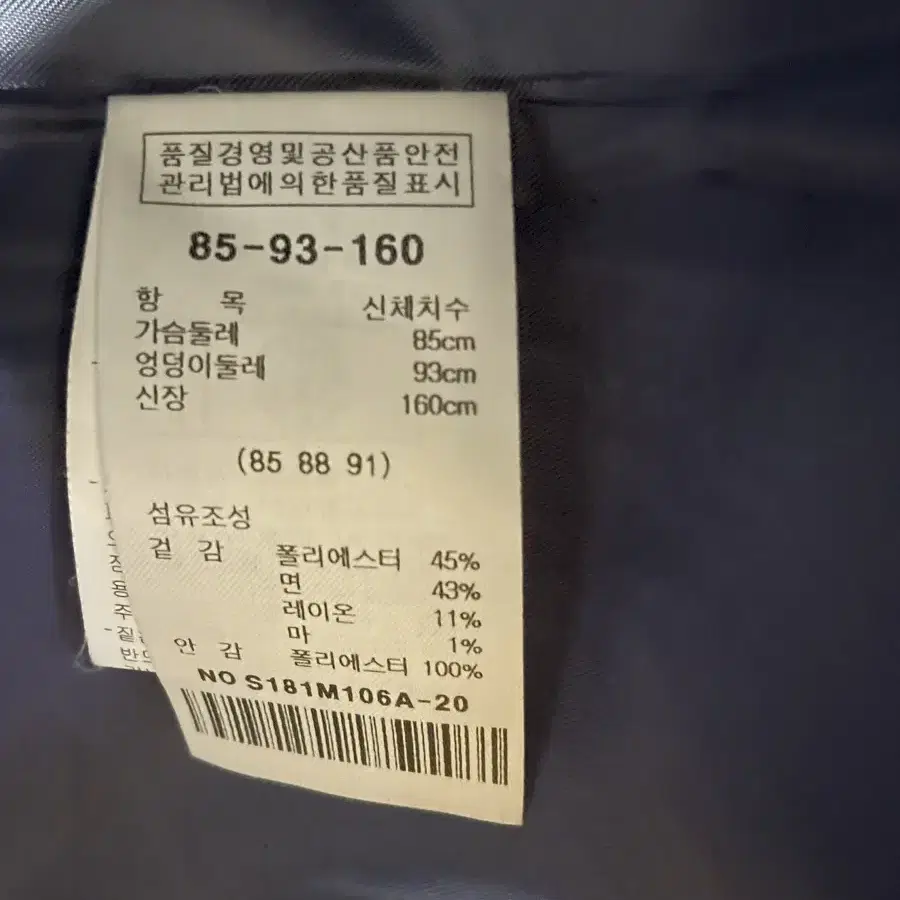 품질경영및공산품안전
관리법에의한품질표시
85-93-160
항 목 신체치수
가슴둘레 85cm
엉덩이둘레 93cm
신장 160cm
(85 88 91)
섬유조성
겉 감 폴리에스터 45%
면 43%
레이온 11%
마 1%
안 감 폴리에스터 100%
NO S181M106A-20